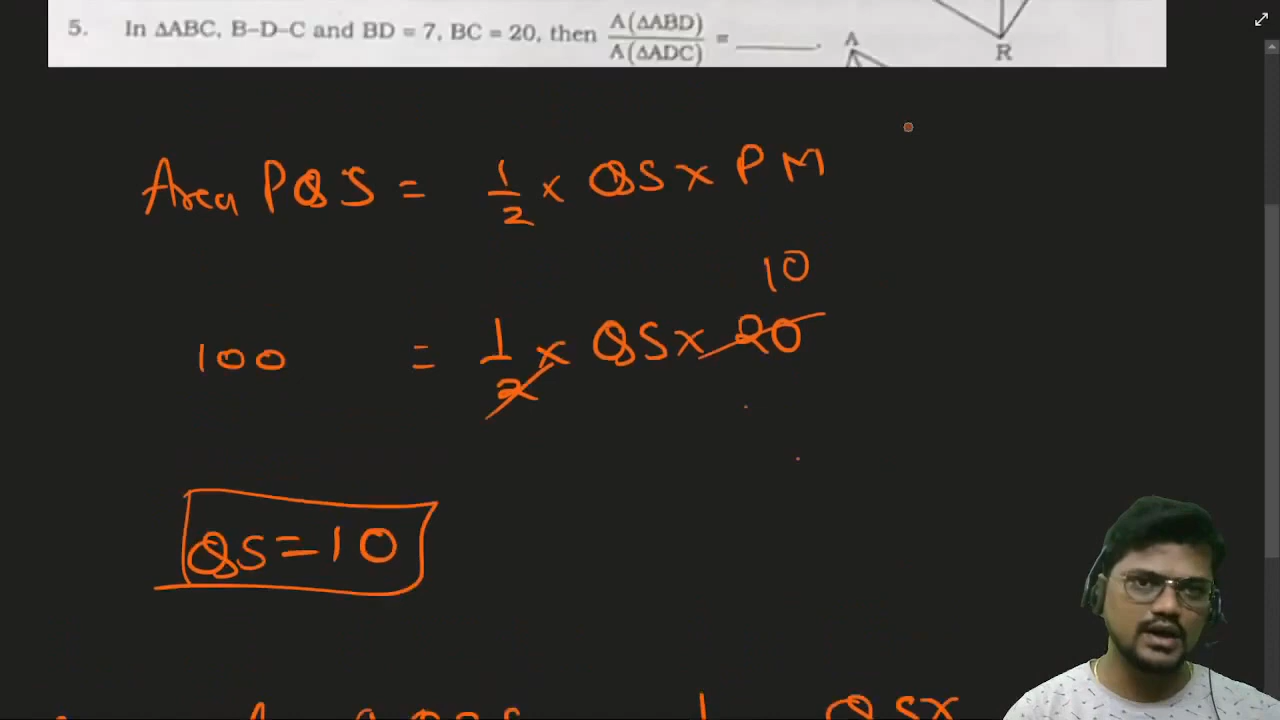 5. In ΔABC, B–D–C and BD = 7, BC = 20, then A(ΔABD)/A(ΔADC) = ______.
A
R
Area PQS = 1/2 × QS × PM
10
100 = 1/2 × QS × 20
QS = 10